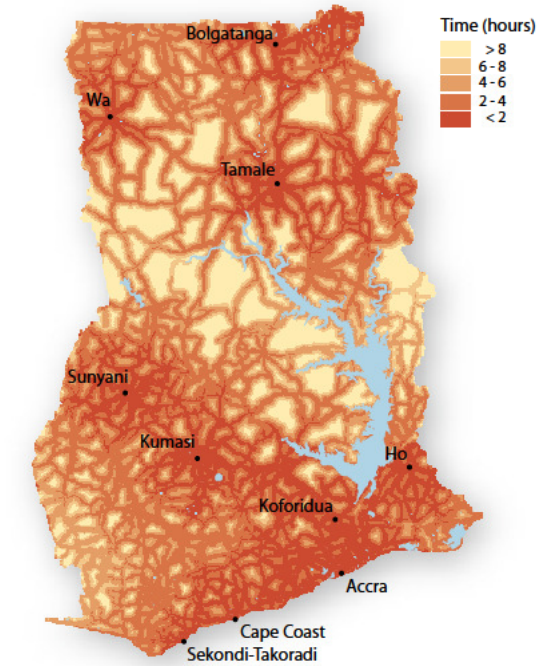 Time (hours)
> 8
6 - 8
4 - 6
2 - 4
< 2
Bolgatanga
Wa
Tamale
Sunyani
Kumasi
Ho
Koforidua
Accra
Cape Coast
Sekondi-Takoradi